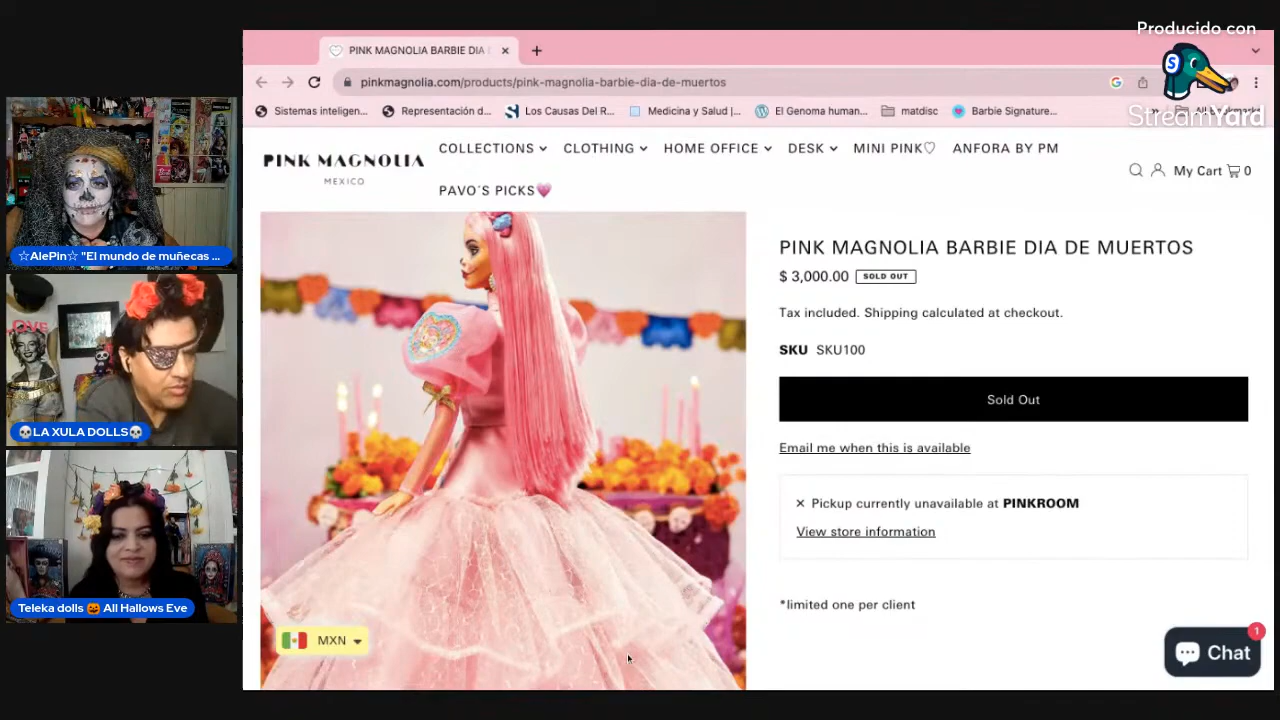 Producido con
StreamYard
PINK MAGNOLIA BARBIE DIA
pinkmagnolia.com/products/pink-magnolia-barbie-dia-de-muertos
Sistemas inteligen...
Representación d...
Los Causas Del R...
Medicina y Salud |...
El Genoma human...
matdisc
Barbie Signature...
PINK MAGNOLIA
MEXICO
COLLECTIONS
CLOTHING
HOME OFFICE
DESK
MINI PINK♡
ANFORA BY PM
PAVO´S PICKS💗
My Cart 0
PINK MAGNOLIA BARBIE DIA DE MUERTOS
$ 3,000.00 SOLD OUT
Tax included. Shipping calculated at checkout.
SKU SKU100
Sold Out
Email me when this is available
✕ Pickup currently unavailable at PINKROOM
View store information
*limited one per client
MXN
Chat
1
☆AlePin☆ "El mundo de muñecas ...
💀LA XULA DOLLS💀
Teleka dolls 🎃 All Hallows Eve